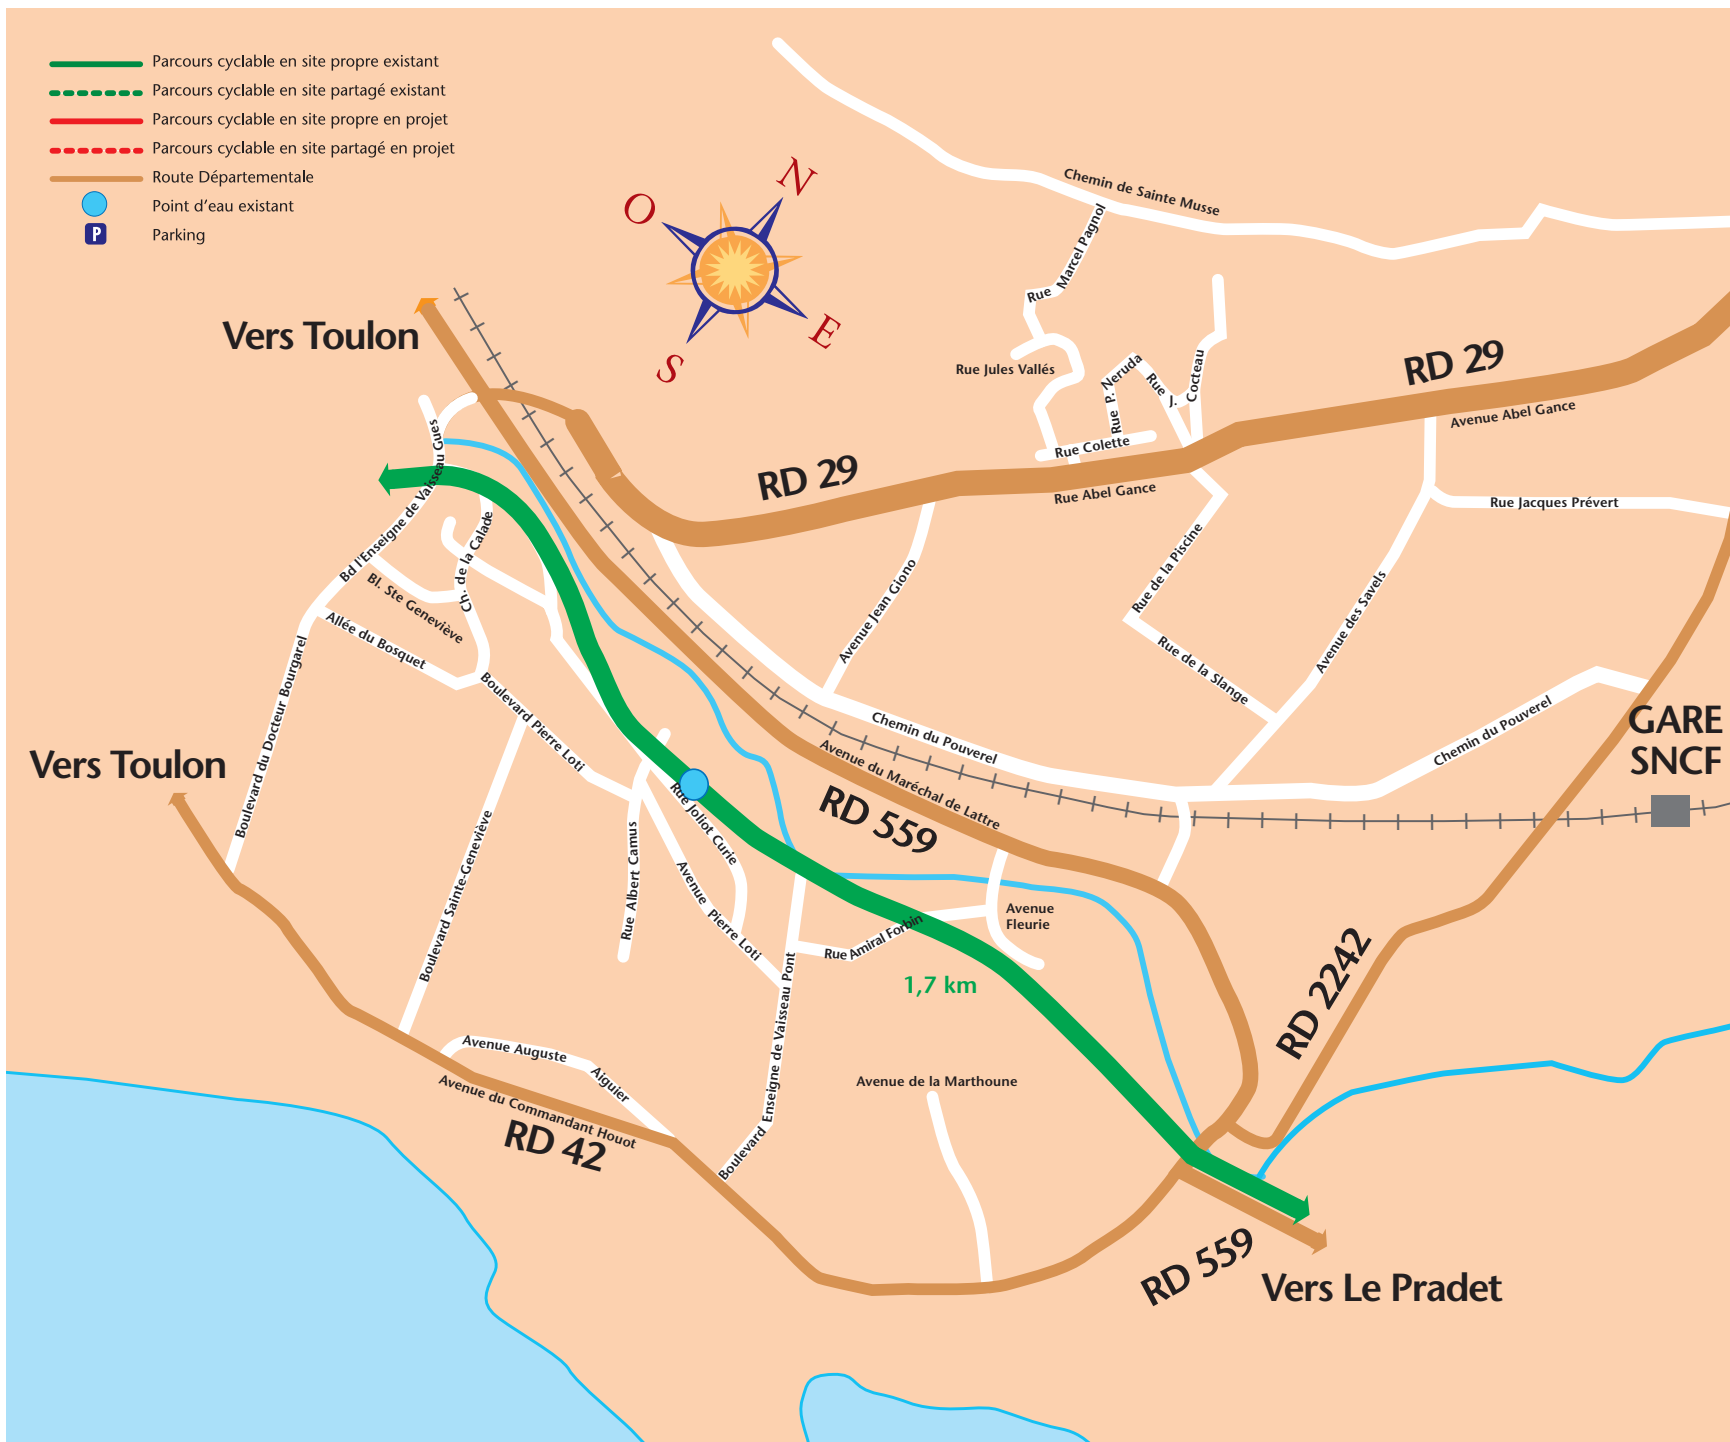 Parcours cyclable en site propre existant
Parcours cyclable en site partagé existant
Parcours cyclable en site propre en projet
Parcours cyclable en site partagé en projet
Route Départementale
Point d'eau existant
P Parking
N
O
E
S
Chemin de Sainte Musse
Rue Marcel Pagnol
Rue Jules Vallés
Rue P. Neruda
Rue J. Cocteau
Rue Colette
RD 29
Avenue Abel Gance
RD 29
Rue Abel Gance
Rue Jacques Prévert
Vers Toulon
Bd l'Enseigne de Vaisseau Gues
Ch. de la Calade
Bl. Ste Geneviève
Allée du Bosquet
Boulevard du Docteur Bourgarel
Boulevard Pierre Loti
Avenue Jean Giono
Rue de la Piscine
Rue de la Slange
Avenue des Savels
Chemin du Pouverel
Chemin du Pouverel
GARE
SNCF
Vers Toulon
Avenue du Maréchal de Lattre
RD 559
Rue Joliot Curie
Rue Albert Camus
Avenue Pierre Loti
Boulevard Sainte-Geneviève
Rue Amiral Forbin
Avenue
Fleurie
1,7 km
RD 2242
Boulevard Enseigne de Vaisseau Pont
Avenue Auguste Aiguier
Avenue du Commandant Houot
RD 42
Avenue de la Marthoune
RD 559
Vers Le Pradet